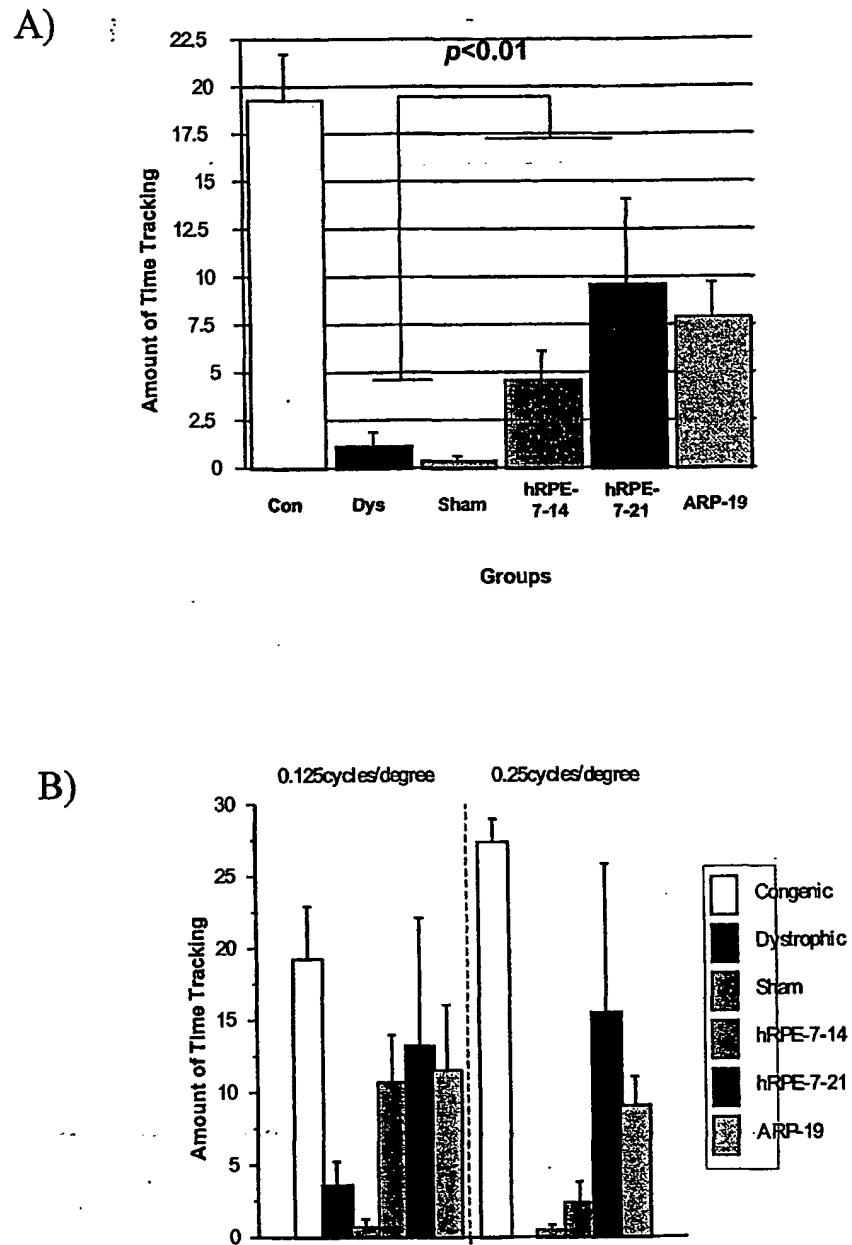 A)
p<0.01
22.5
20
17.5
15
12.5
10
7.5
5
2.5
0
Amount of Time Tracking
Con Dys Sham hRPE-7-14 hRPE-7-21 ARP-19
Groups
B)
0.125cycles/degree 0.25cycles/degree
30
25
20
15
10
5
0
Amount of Time Tracking
Congenic
Dystrophic
Sham
hRPE-7-14
hRPE-7-21
ARP-19